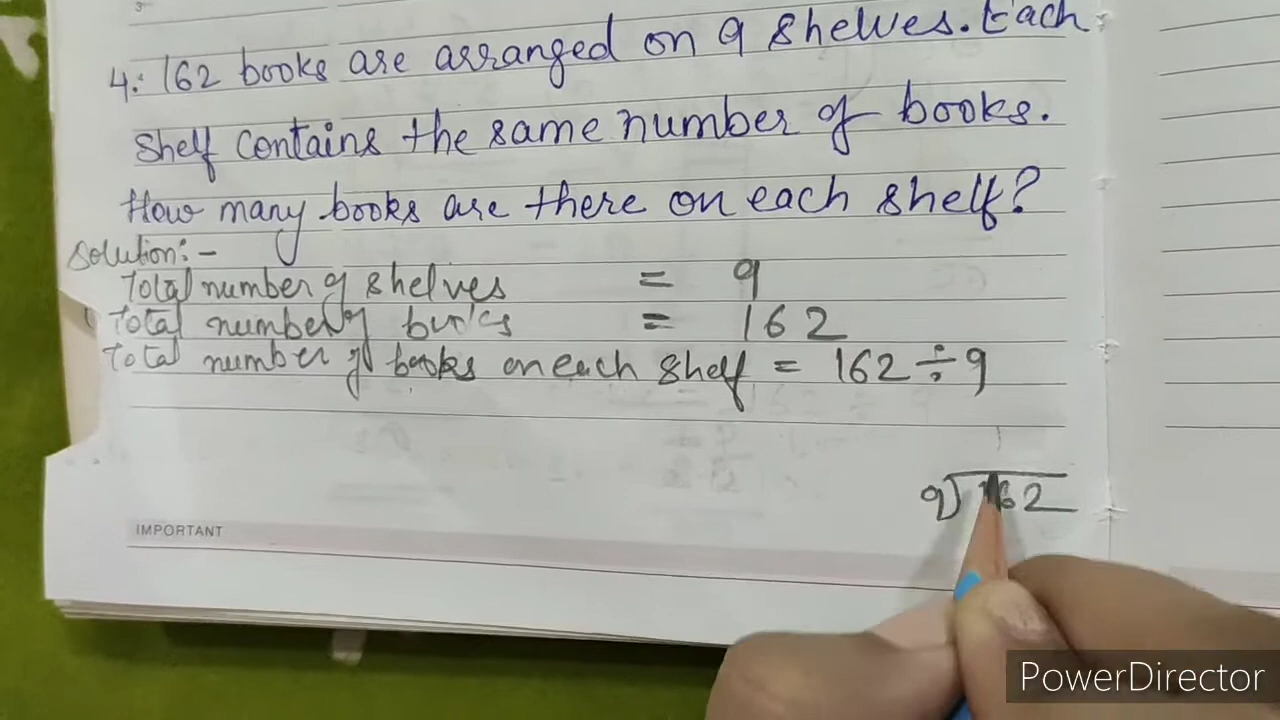 4: 162 books are arranged on 9 shelves. Each
shelf contains the same number of books.
How many books are there on each shelf?
Solution:-
Total number of shelves = 9
Total number of books = 162
Total number of books on each shelf = 162 ÷ 9
9)162
IMPORTANT
PowerDirector